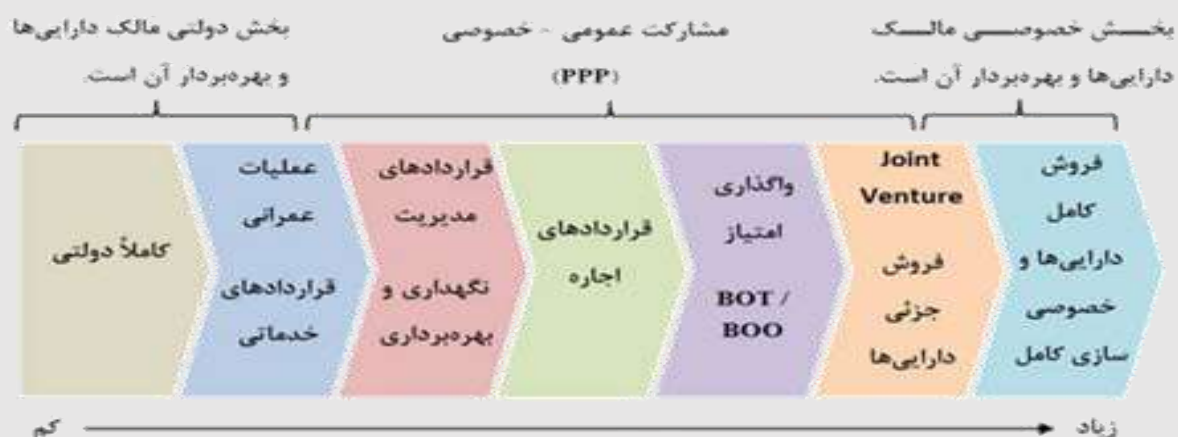 بخش دولتی مالک دارایی‌ها
و بهره‌بردار آن است.
مشارکت عمومی - خصوصی
(PPP)
بخش خصوصی مالک
دارایی‌ها و بهره‌بردار آن است.
کاملاً دولتی
عملیات
عمرانی
قراردادهای
خدماتی
قراردادهای
مدیریت
نگهداری و
بهره‌برداری
قراردادهای
اجاره
واگذاری
امتیاز
BOT /
BOO
Joint
Venture
فروش
جزئی
دارایی‌ها
فروش
کامل
دارایی‌ها و
خصوصی
سازی کامل
کم
زیاد